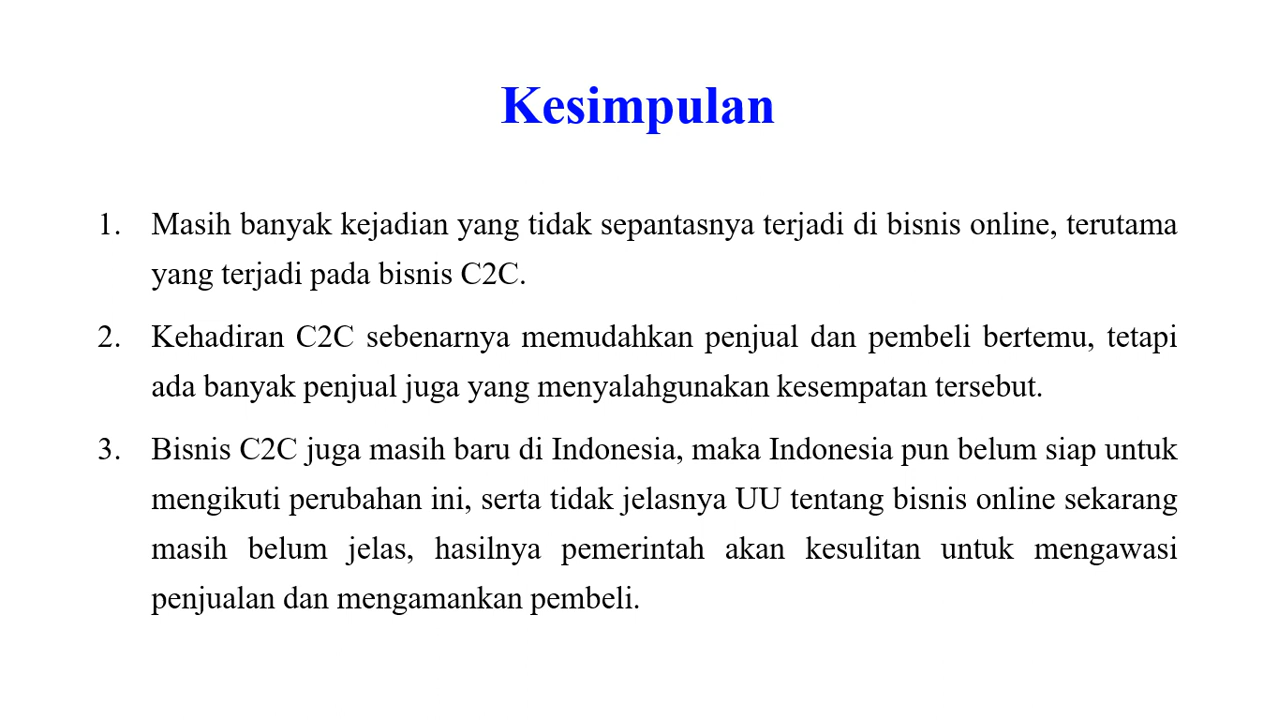 Kesimpulan
1. Masih banyak kejadian yang tidak sepantasnya terjadi di bisnis online, terutama
yang terjadi pada bisnis C2C.
2. Kehadiran C2C sebenarnya memudahkan penjual dan pembeli bertemu, tetapi
ada banyak penjual juga yang menyalahgunakan kesempatan tersebut.
3. Bisnis C2C juga masih baru di Indonesia, maka Indonesia pun belum siap untuk
mengikuti perubahan ini, serta tidak jelasnya UU tentang bisnis online sekarang
masih belum jelas, hasilnya pemerintah akan kesulitan untuk mengawasi
penjualan dan mengamankan pembeli.